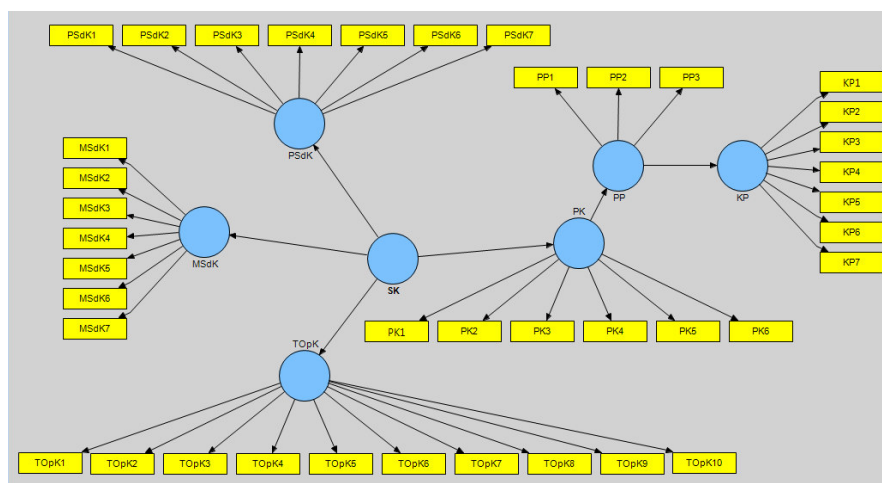 PSdK1 PSdK2 PSdK3 PSdK4 PSdK5 PSdK6 PSdK7
PSdK
PP1 PP2 PP3
PP
KP1
KP2
KP3
KP4
KP5
KP6
KP7
KP
MSdK1
MSdK2
MSdK3
MSdK4
MSdK5
MSdK6
MSdK7
MSdK
SK
PK
PK1 PK2 PK3 PK4 PK5 PK6
TOpK
TOpK1 TOpK2 TOpK3 TOpK4 TOpK5 TOpK6 TOpK7 TOpK8 TOpK9 TOpK10